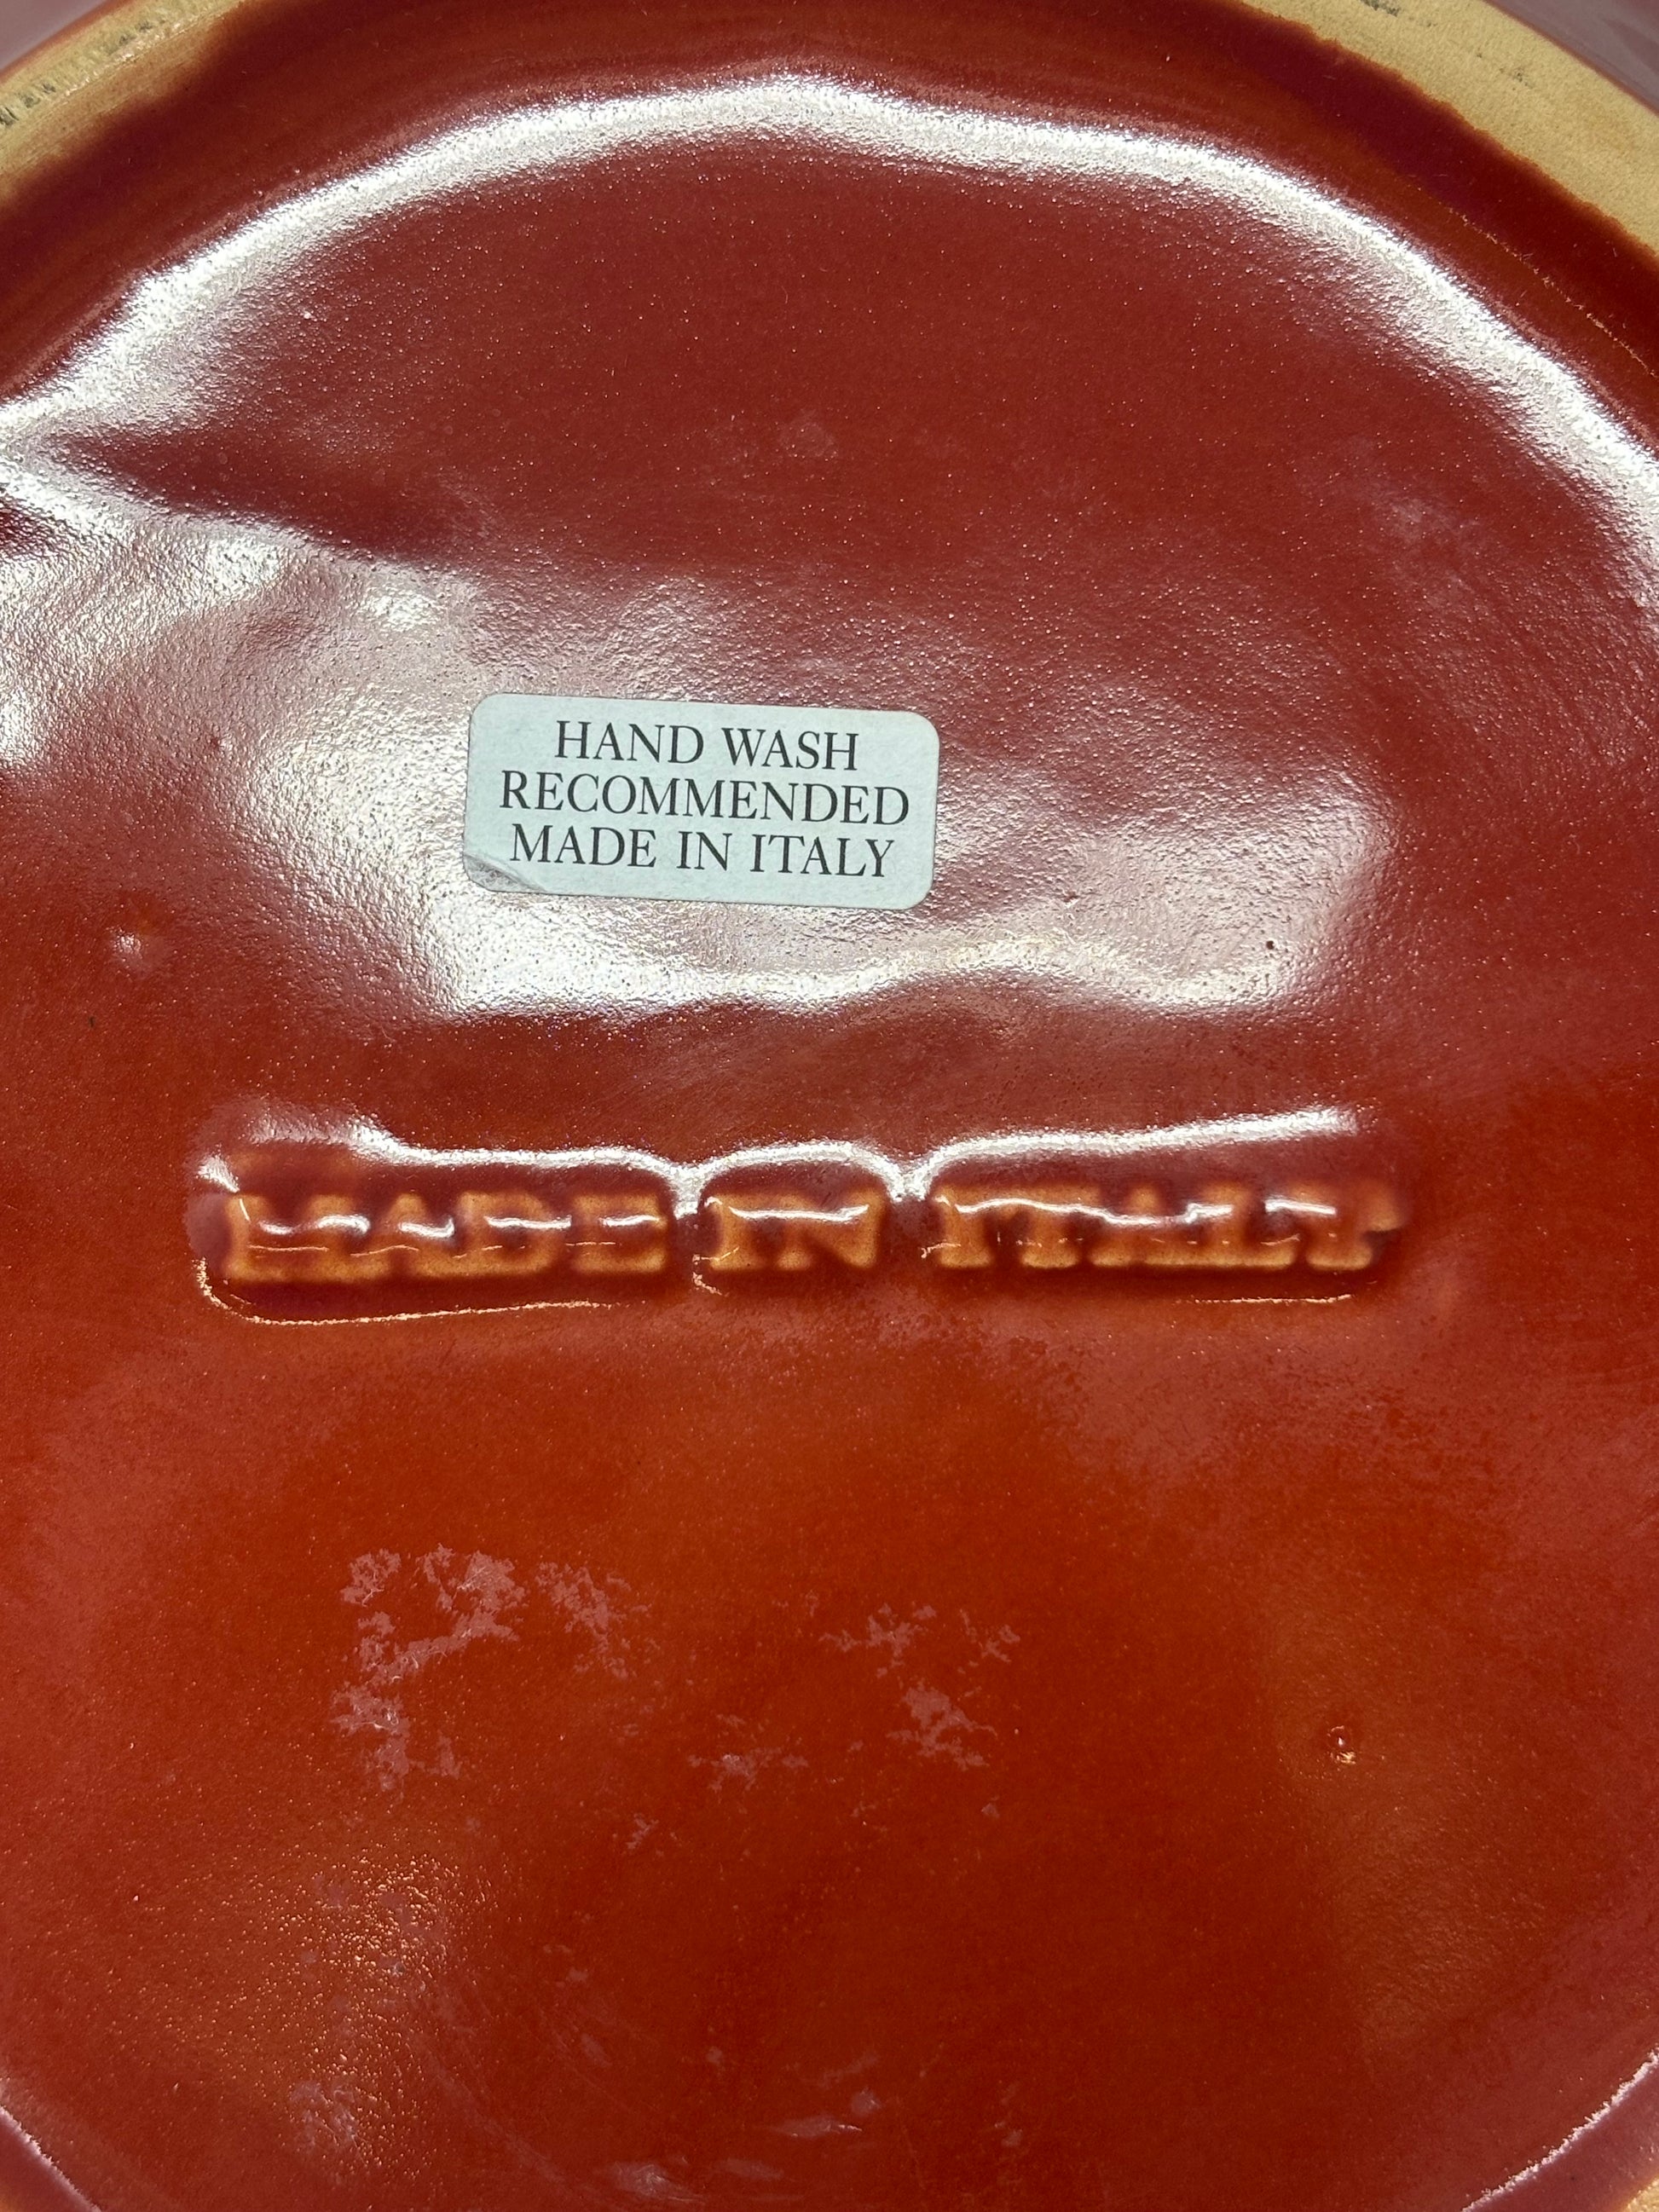 HAND WASH
RECOMMENDED
MADE IN ITALY
MADE IN ITALY